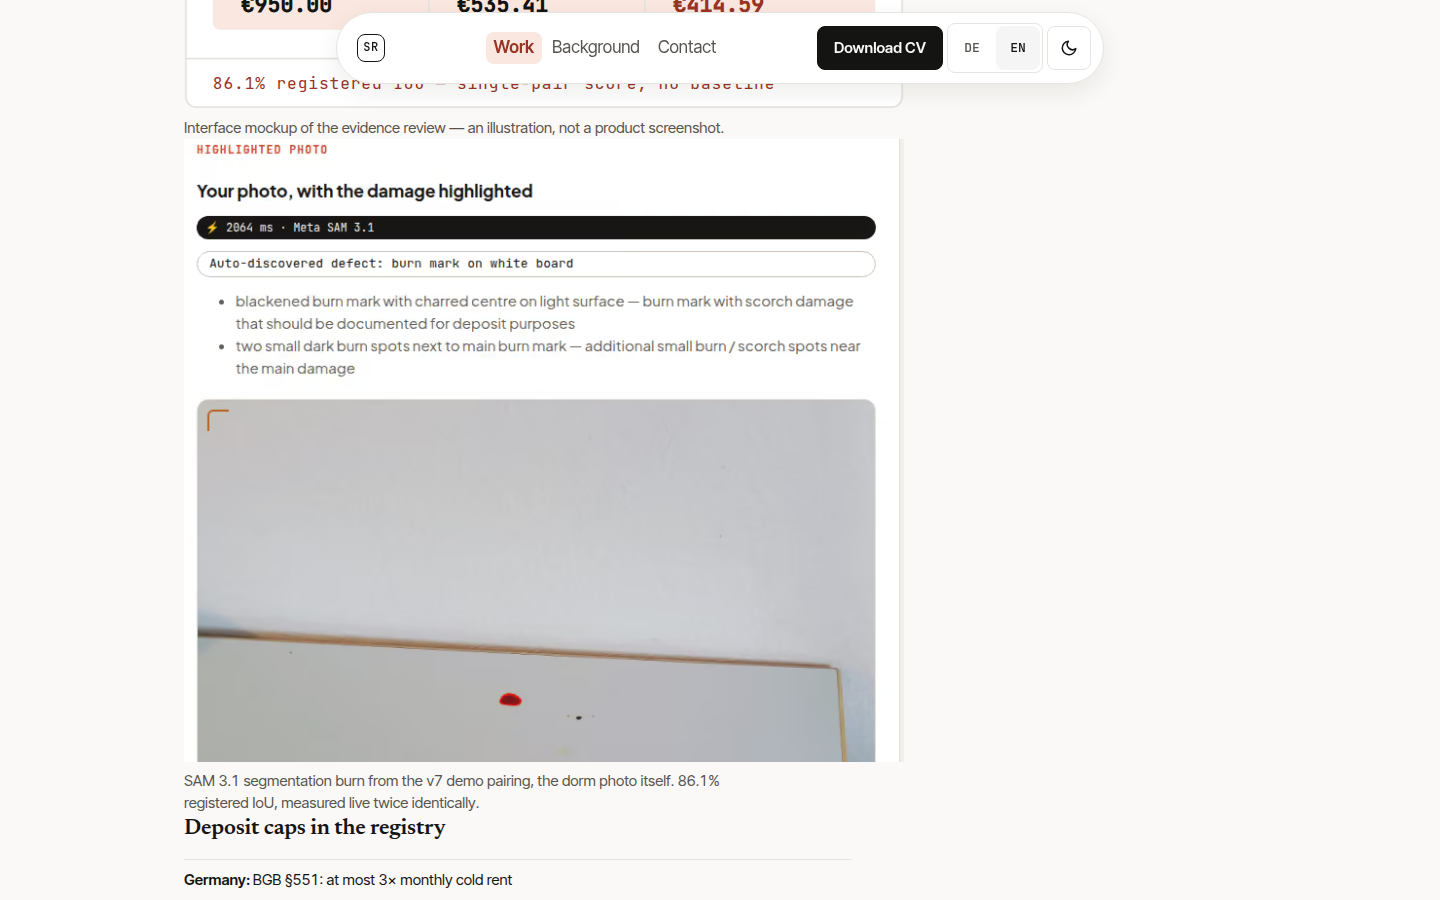 €950.00 €535.41 €414.59
SR Work Background Contact Download CV DE EN
86.1% registered IoU — single-pair score, no baseline
Interface mockup of the evidence review — an illustration, not a product screenshot.
HIGHLIGHTED PHOTO
Your photo, with the damage highlighted
⚡ 2064 ms · Meta SAM 3.1
Auto-discovered defect: burn mark on white board
• blackened burn mark with charred centre on light surface — burn mark with scorch damage
that should be documented for deposit purposes
• two small dark burn spots next to main burn mark — additional small burn / scorch spots near
the main damage
SAM 3.1 segmentation burn from the v7 demo pairing, the dorm photo itself. 86.1%
registered IoU, measured live twice identically.
Deposit caps in the registry
Germany: BGB §551: at most 3× monthly cold rent